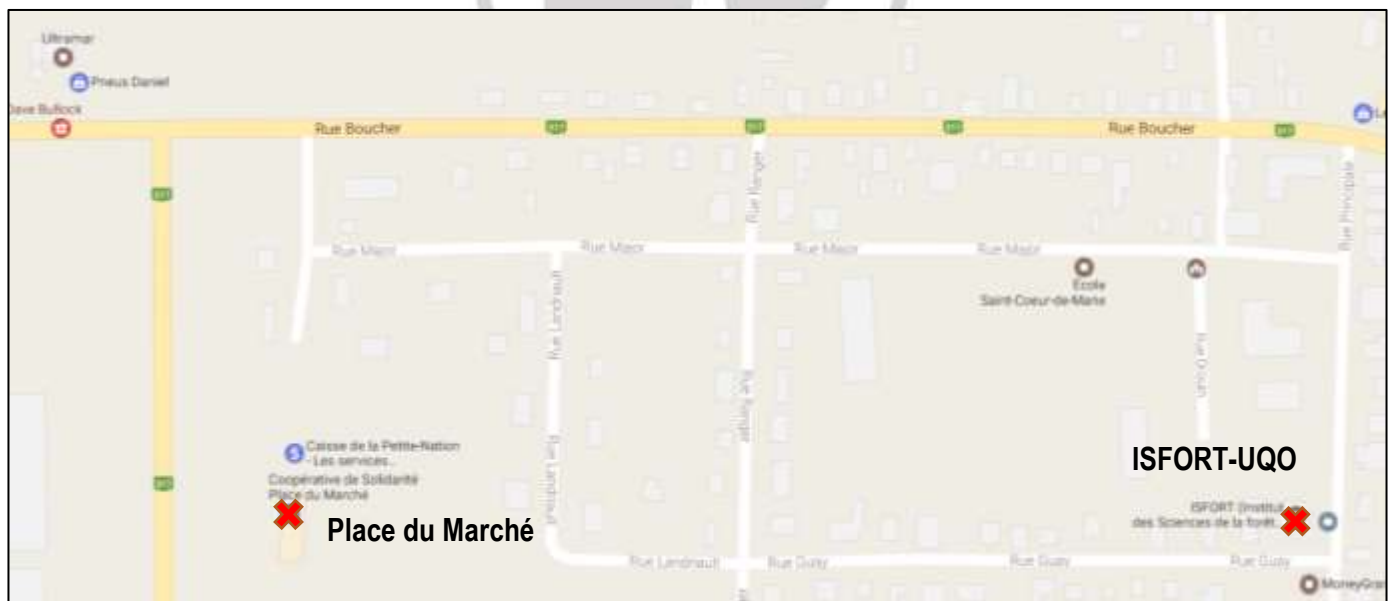 Ultramar
Pneus Daniel
Dave Bullock
Rue Boucher
Rue Boucher
Rue Major
Rue Major
Rue Major
Rue Major
Rue Principale
École
Saint-Coeur-de-Marie
Rue Landriault
Rue Landriault
Caisse de la Petite-Nation
- Les services...
Coopérative de Solidarité
Place du Marché
Place du Marché
ISFORT-UQO
ISFORT (Institut
des Sciences de la forêt...
Rue Landriault
Rue Guay
Rue Guay
Rue Guay
MoneyGram